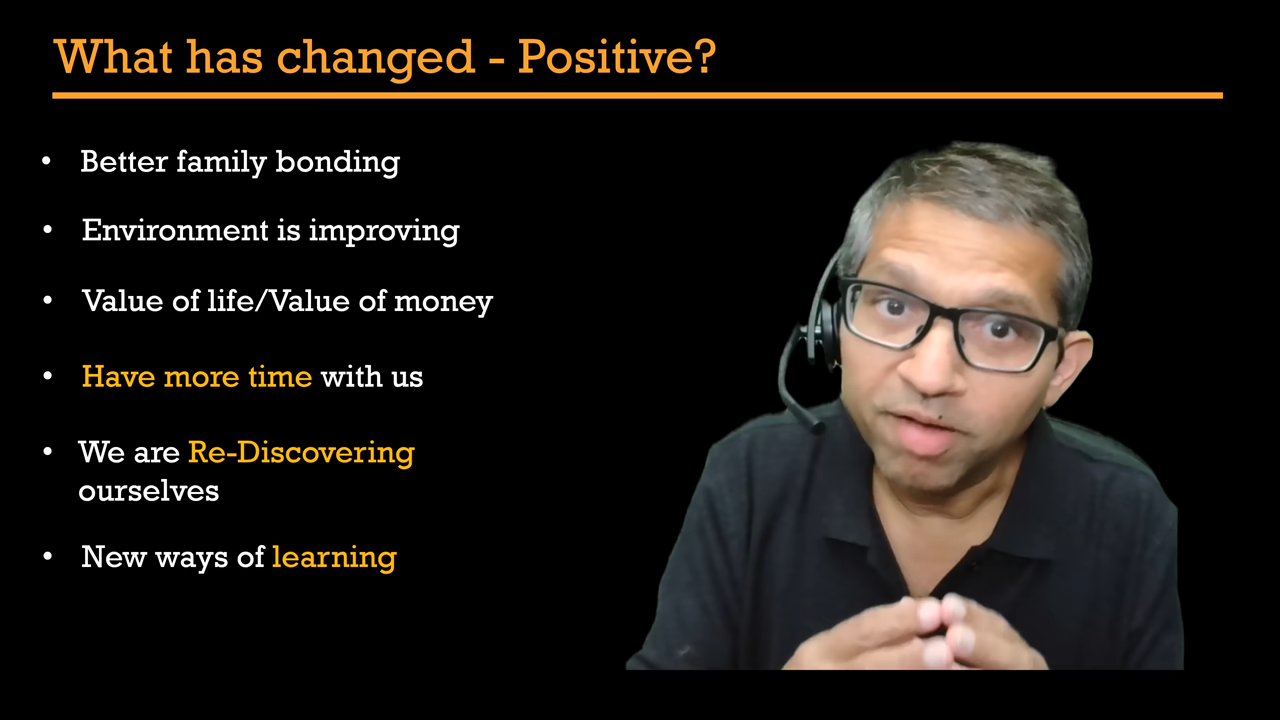 What has changed - Positive?
• Better family bonding
• Environment is improving
• Value of life/Value of money
• Have more time with us
• We are Re-Discovering
ourselves
• New ways of learning